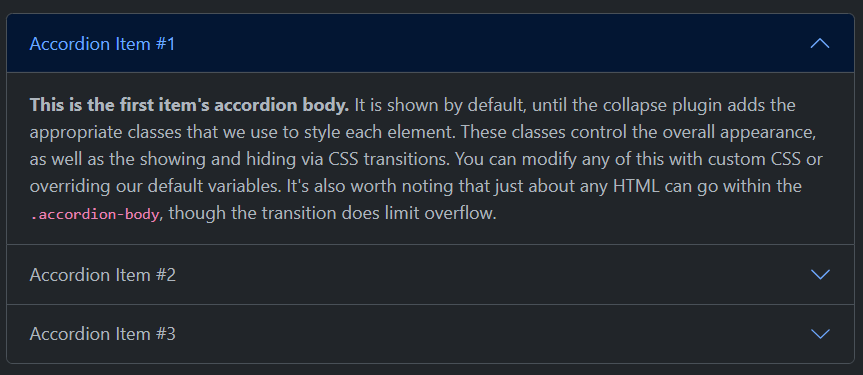 Accordion Item #1
This is the first item's accordion body. It is shown by default, until the collapse plugin adds the
appropriate classes that we use to style each element. These classes control the overall appearance,
as well as the showing and hiding via CSS transitions. You can modify any of this with custom CSS or
overriding our default variables. It's also worth noting that just about any HTML can go within the
.accordion-body, though the transition does limit overflow.
Accordion Item #2
Accordion Item #3